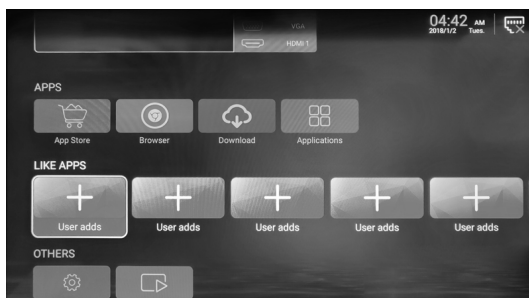 VGA
HDMI 1
04:42 AM
2018/1/2 Tues.
APPS
App Store
Browser
Download
Applications
LIKE APPS
User adds
User adds
User adds
User adds
User adds
OTHERS